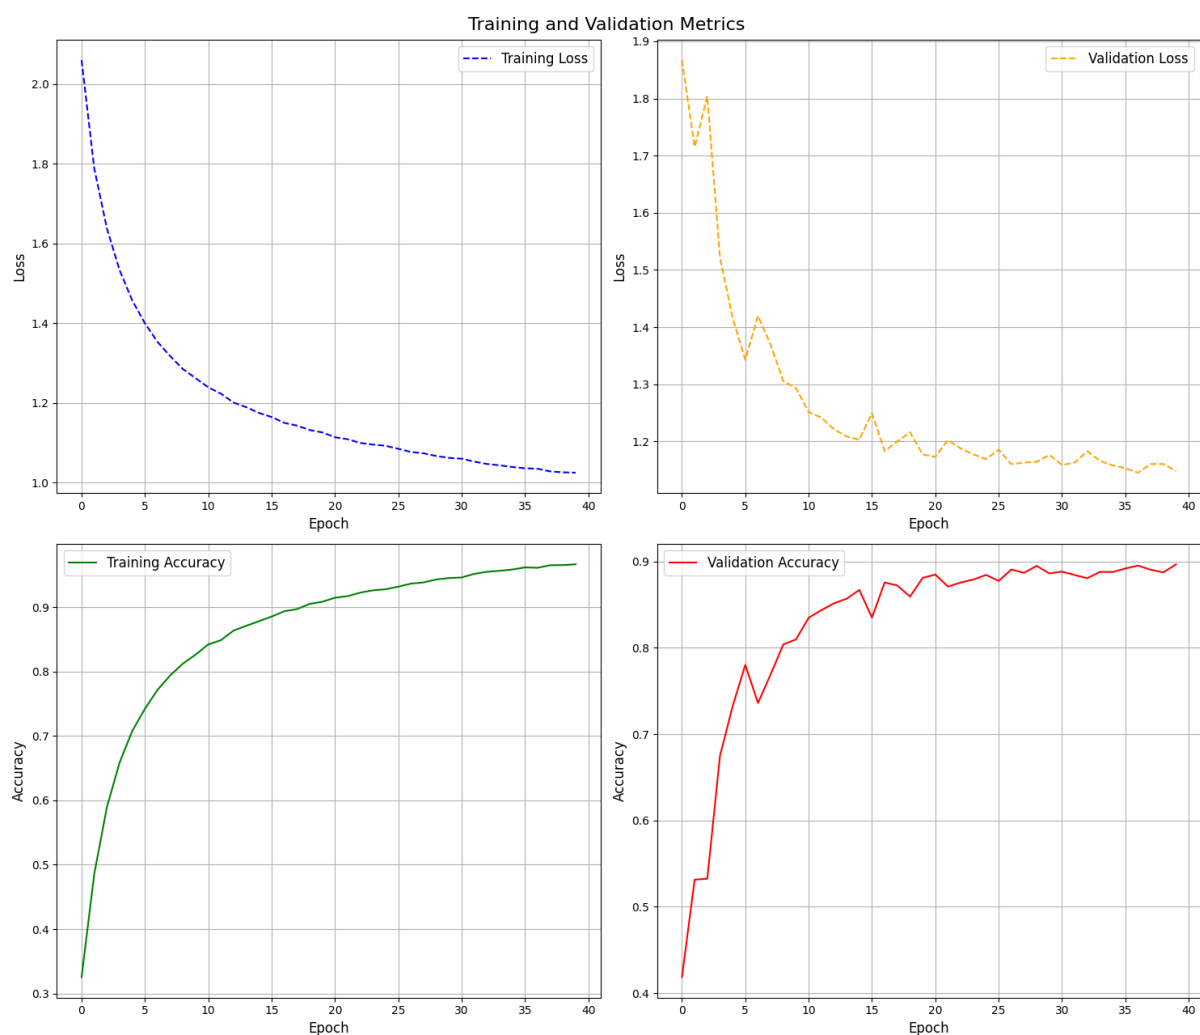 Training and Validation Metrics
Training Loss
2.0
1.8
1.6
1.4
1.2
1.0
Loss
0 5 10 15 20 25 30 35 40
Epoch
Validation Loss
1.9
1.8
1.7
1.6
1.5
1.4
1.3
1.2
Loss
0 5 10 15 20 25 30 35 40
Epoch
Training Accuracy
0.9
0.8
0.7
0.6
0.5
0.4
0.3
Accuracy
0 5 10 15 20 25 30 35 40
Epoch
Validation Accuracy
0.9
0.8
0.7
0.6
0.5
0.4
Accuracy
0 5 10 15 20 25 30 35 40
Epoch